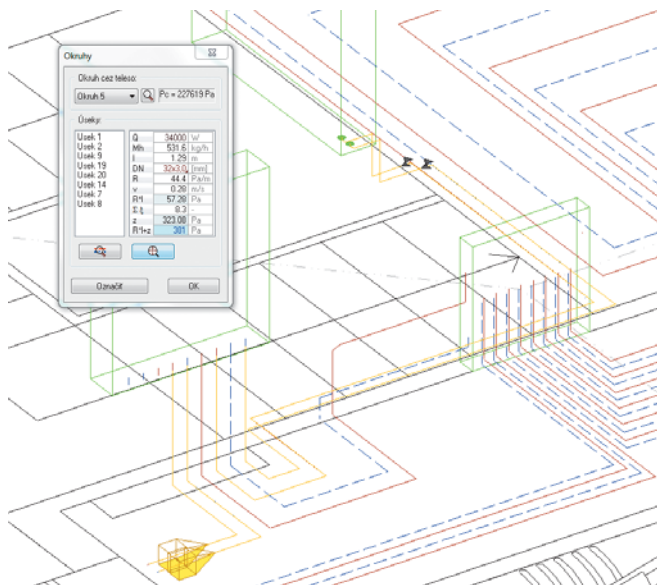 Okruhy
Okruh cez teleso:
Okruh 5
Pc = 227619 Pa
Úseky:
Úsek 1
Úsek 2
Úsek 9
Úsek 19
Úsek 20
Úsek 14
Úsek 7
Úsek 8
Q 34000 W
Mh 531.6 kg/h
l 1.29 m
DN 32x3,0 [mm]
R 44.4 Pa/m
v 0.28 m/s
R*l 57.28 Pa
Σ ξ 8.3 -
z 323.08 Pa
R*l+z 381 Pa
Označiť
OK